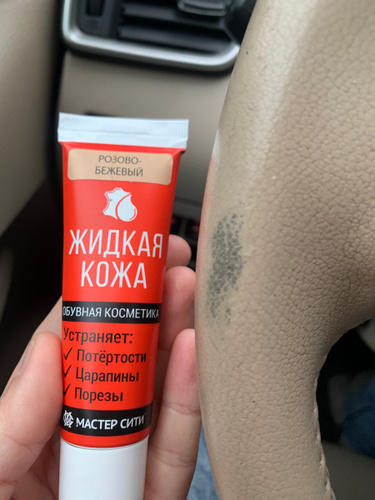 РОЗОВО-
БЕЖЕВЫЙ
ЖИДКАЯ
КОЖА
ОБУВНАЯ КОСМЕТИКА
Устраняет:
Потёртости
Царапины
Порезы
МАСТЕР СИТИ